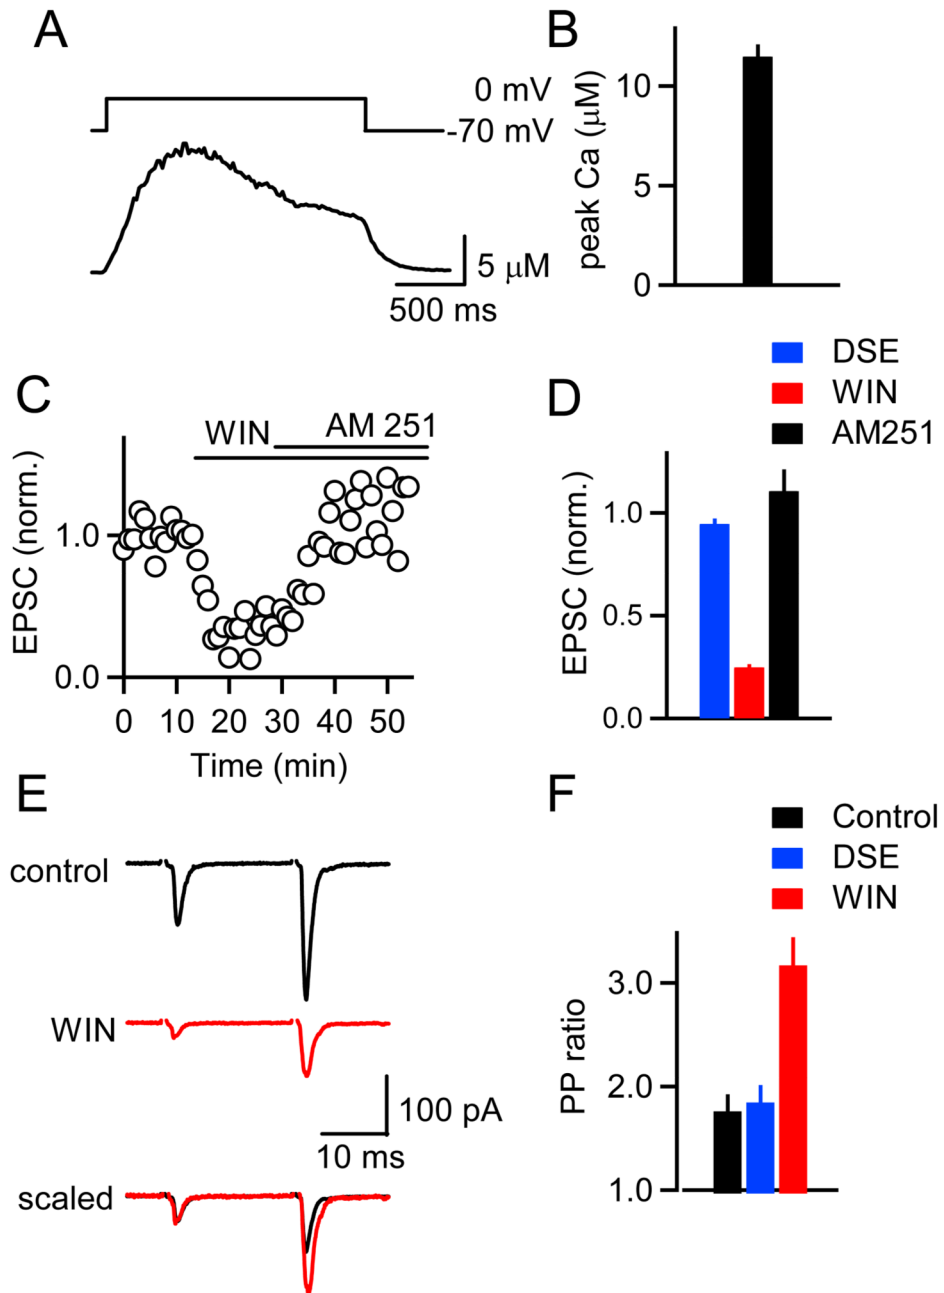 A
0 mV
-70 mV
5 μM
500 ms
B
peak Ca (μM)
10
5
0
C
WIN
AM 251
EPSC (norm.)
1.0
0.0
0 10 20 30 40 50
Time (min)
D
DSE
WIN
AM251
EPSC (norm.)
1.0
0.5
0.0
E
control
WIN
100 pA
10 ms
scaled
F
Control
DSE
WIN
PP ratio
3.0
2.0
1.0